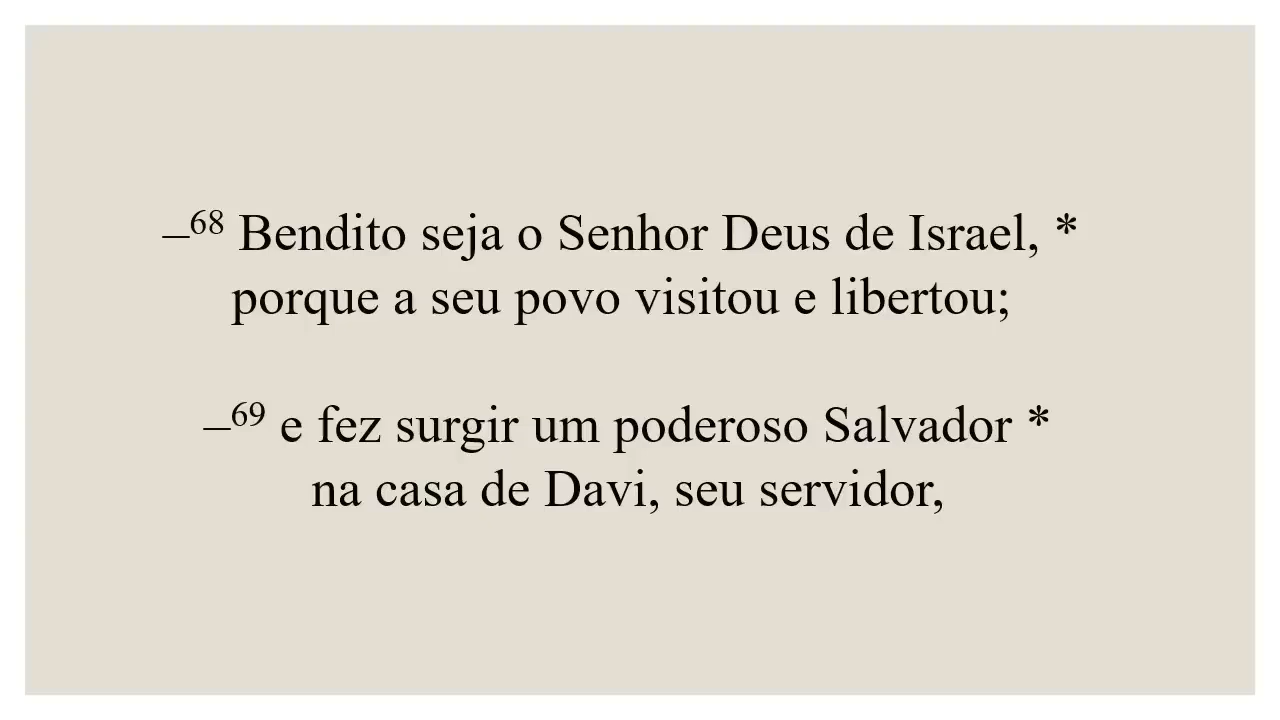 –68 Bendito seja o Senhor Deus de Israel, *
porque a seu povo visitou e libertou;
–69 e fez surgir um poderoso Salvador *
na casa de Davi, seu servidor,